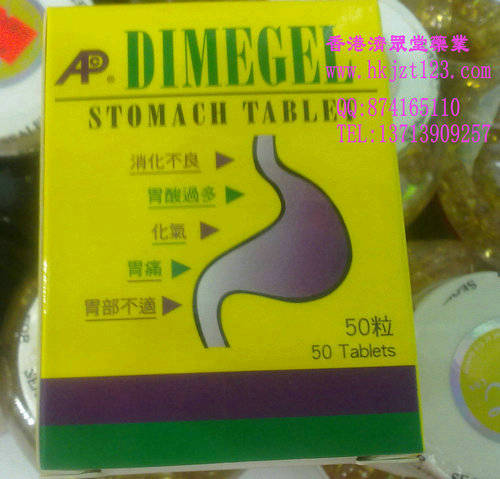 香港濟眾堂藥業
www.hkjzt123.com
QQ:874165110
TEL:13713909257
AP® DIMEGEL
STOMACH TABLET
消化不良
胃酸過多
化氣
胃痛
胃部不適
50粒
50 Tablets